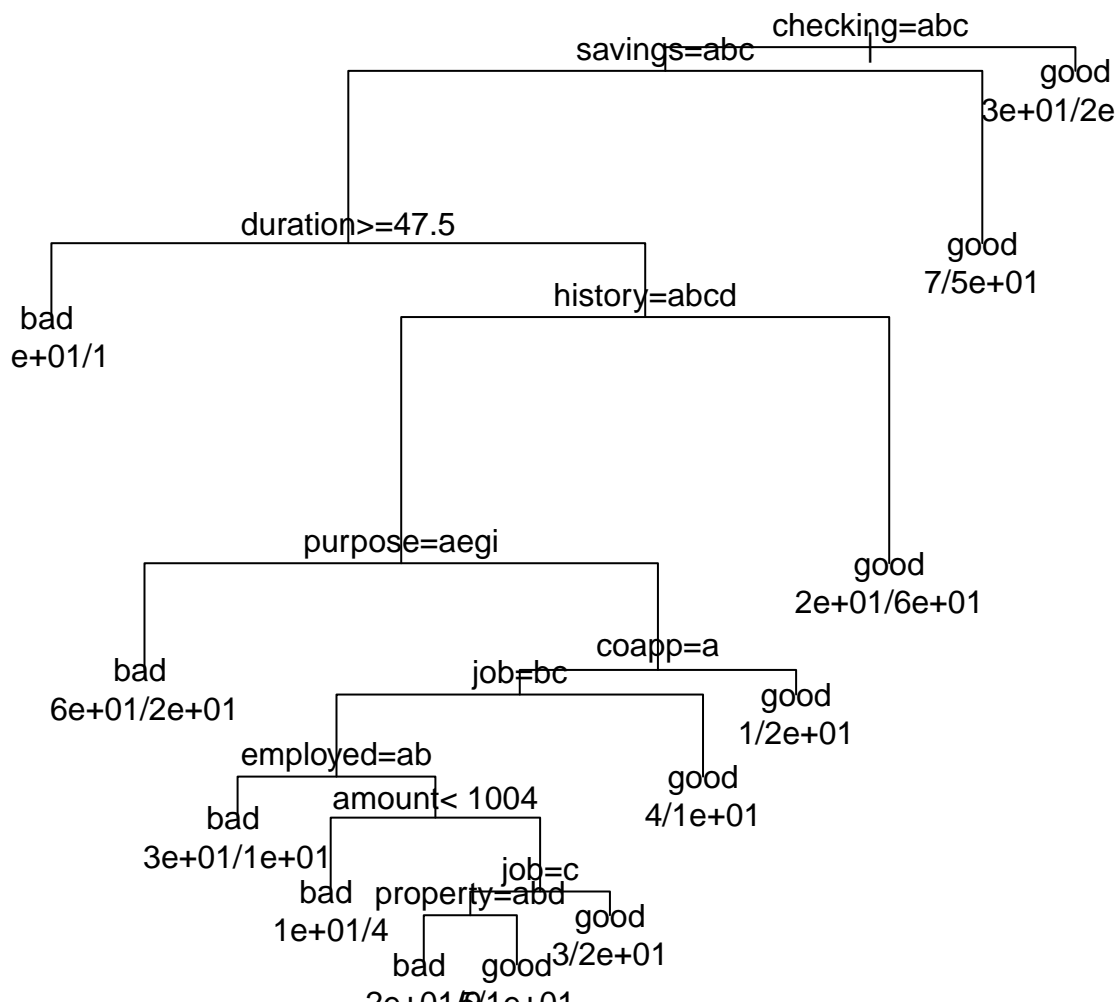 checking=abc
savings=abc
good
3e+01/2e
duration>=47.5
good
7/5e+01
history=abcd
bad
e+01/1
purpose=aegi
good
2e+01/6e+01
coapp=a
bad
6e+01/2e+01
job=bc
good
1/2e+01
employed=ab
good
4/1e+01
amount< 1004
bad
3e+01/1e+01
job=c
bad
1e+01/4
property=abd
good
3/2e+01
bad
good